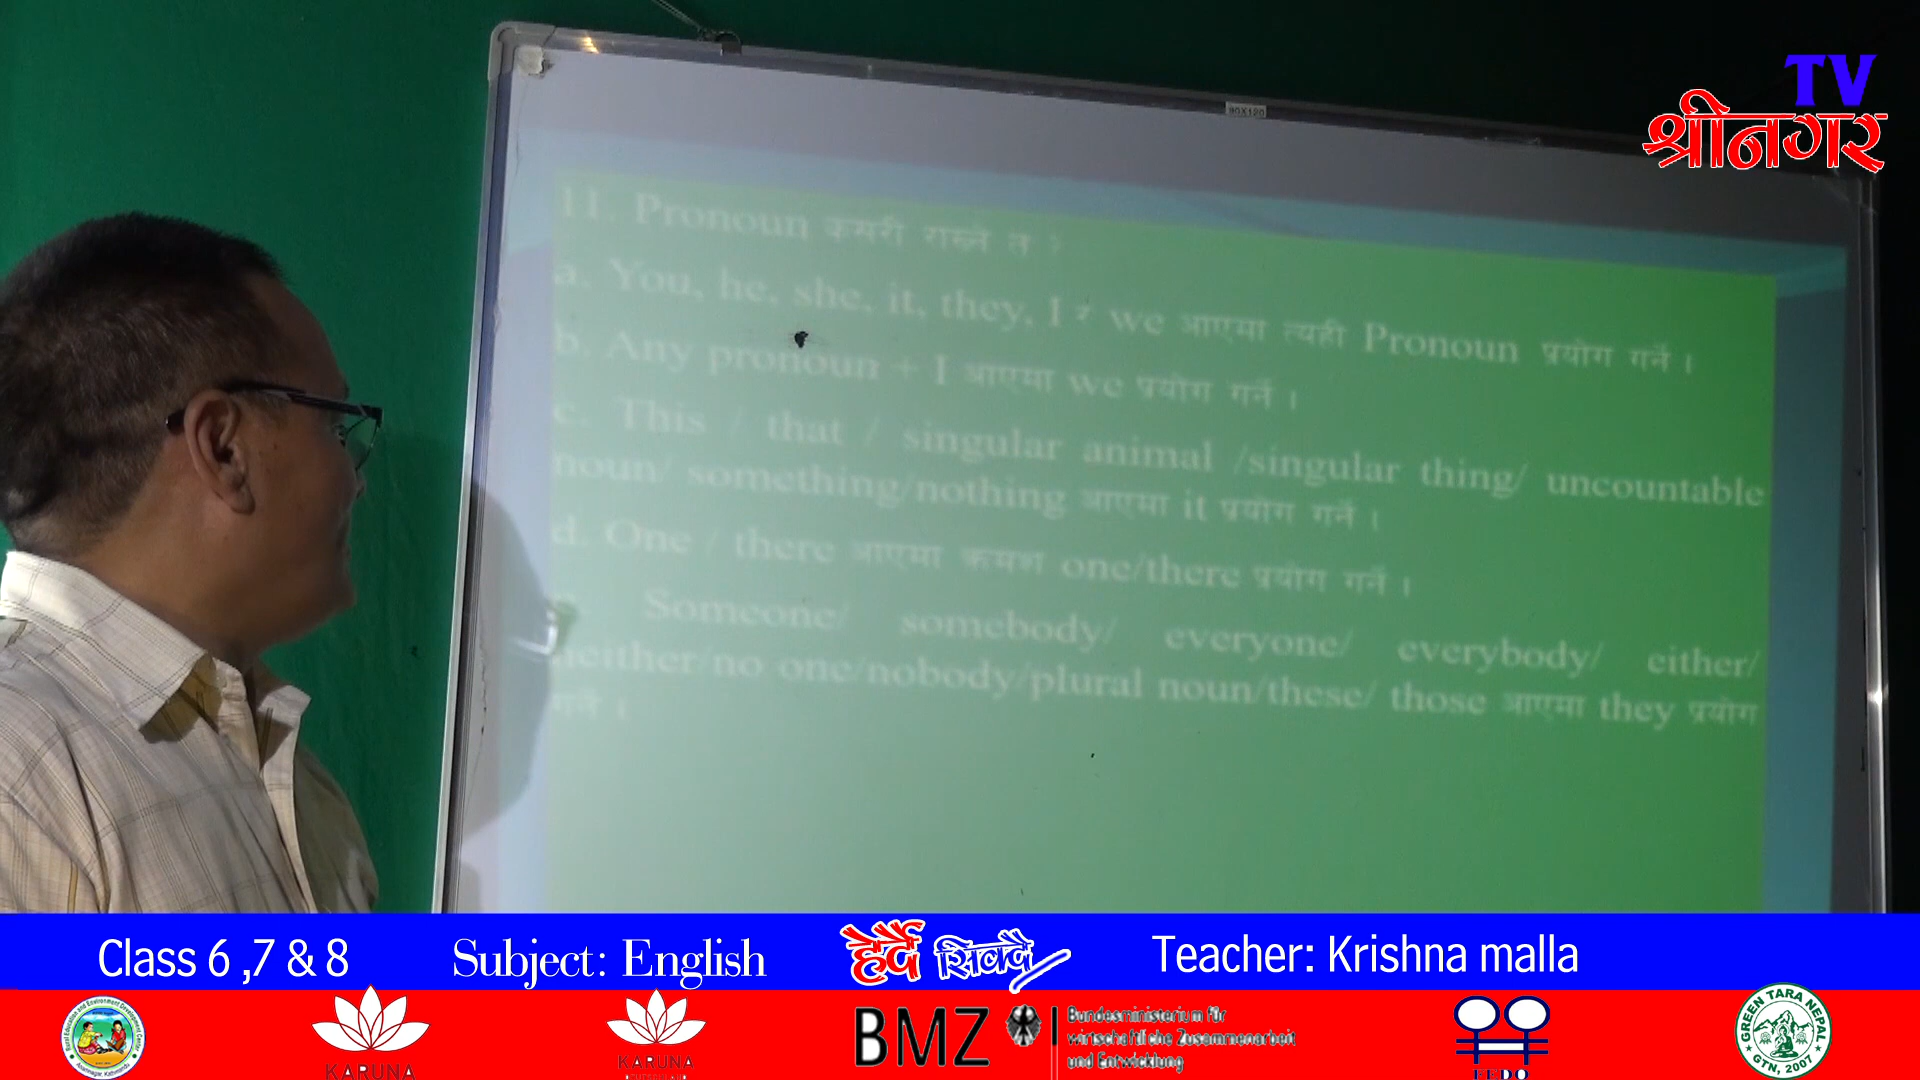 TV
श्रीनगर
90X120
11. Pronoun कसरी राख्ने त ?
a. You, he, she, it, they, I र we आएमा त्यही Pronoun प्रयोग गर्ने ।
b. Any pronoun + I आएमा we प्रयोग गर्ने ।
c. This / that / singular animal /singular thing/ uncountable
noun/ something/nothing आएमा it प्रयोग गर्ने ।
d. One / there आएमा क्रमश one/there प्रयोग गर्ने ।
Someone/ somebody/ everyone/ everybody/ either/
neither/no one/nobody/plural noun/these/ those आएमा they प्रयोग
गर्ने ।
Class 6 ,7 & 8 Subject: English हेर्दै सिक्दै Teacher: Krishna malla
KARUNA
KARUNA
BMZ
Bundesministerium für
wirtschaftliche Zusammenarbeit
und Entwicklung
FEDO
GREEN TARA NEPAL
GTN, 2007